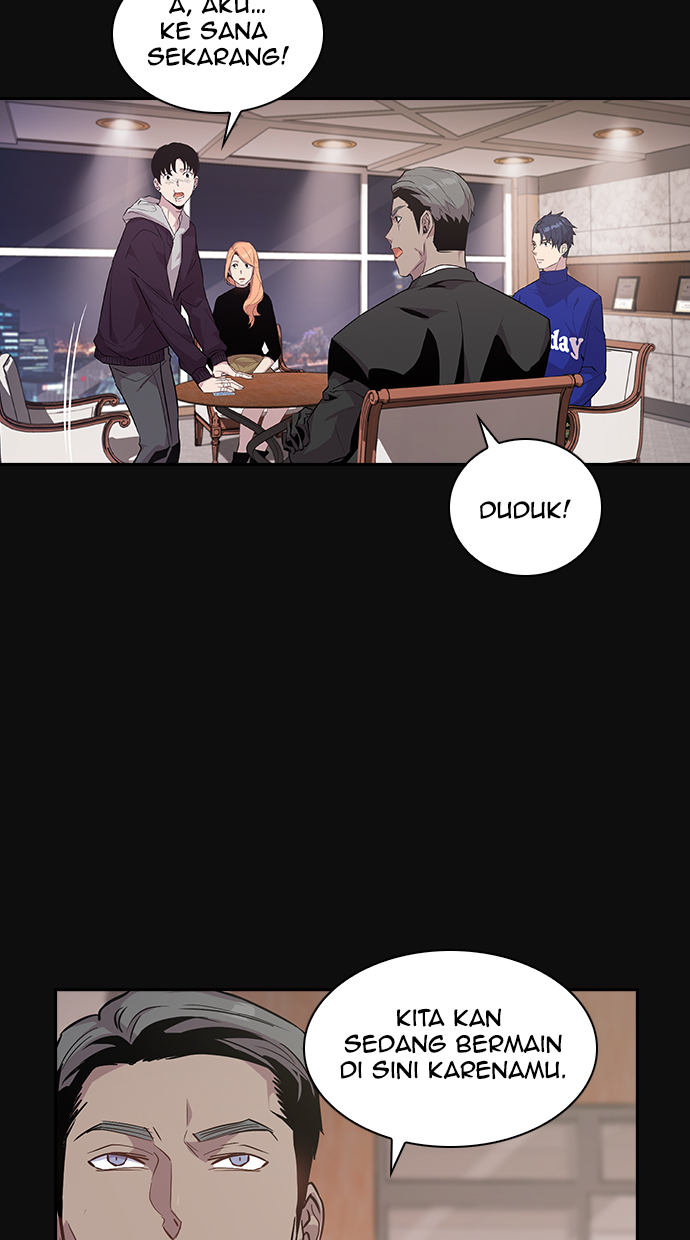 A, AKU...
KE SANA
SEKARANG!
day
DUDUK!
KITA KAN
SEDANG BERMAIN
DI SINI KARENAMU.